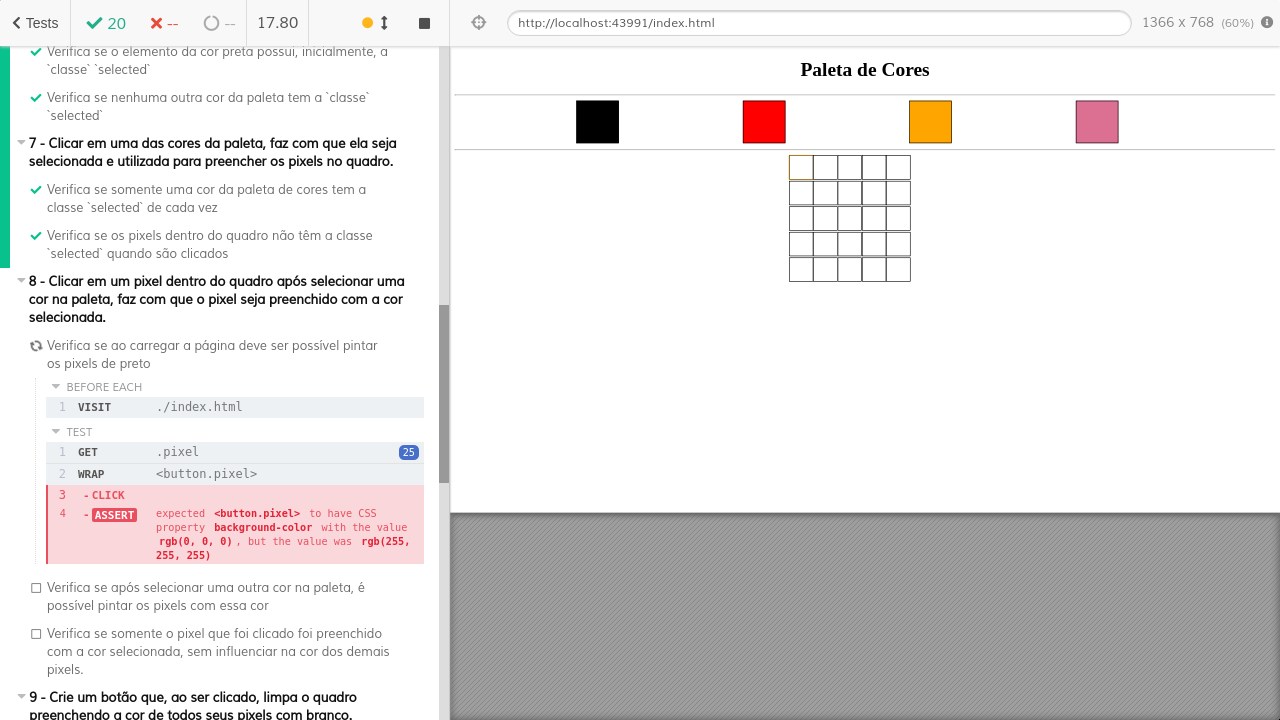 Tests
20
--
--
17.80
http://localhost:43991/index.html
1366 x 768 (60%)
Verifica se o elemento da cor preta possui, inicialmente, a
`classe` `selected`
Verifica se nenhuma outra cor da paleta tem a `classe`
`selected`
7 - Clicar em uma das cores da paleta, faz com que ela seja
selecionada e utilizada para preencher os pixels no quadro.
Verifica se somente uma cor da paleta de cores tem a
classe `selected` de cada vez
Verifica se os pixels dentro do quadro não têm a classe
`selected` quando são clicados
8 - Clicar em um pixel dentro do quadro após selecionar uma
cor na paleta, faz com que o pixel seja preenchido com a cor
selecionada.
Verifica se ao carregar a página deve ser possível pintar
os pixels de preto
BEFORE EACH
1 VISIT ./index.html
TEST
1 GET .pixel 25
2 WRAP <button.pixel>
3 -CLICK
4 -ASSERT expected <button.pixel> to have CSS
property background-color with the value
rgb(0, 0, 0), but the value was rgb(255,
255, 255)
Verifica se após selecionar uma outra cor na paleta, é
possível pintar os pixels com essa cor
Verifica se somente o pixel que foi clicado foi preenchido
com a cor selecionada, sem influenciar na cor dos demais
pixels.
9 - Crie um botão que, ao ser clicado, limpa o quadro
preenchendo a cor de todos seus pixels com branco.
Paleta de Cores